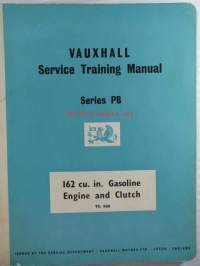 VAUXHALL
Service Training Manual
Series PB
162 cu. in. Gasoline
Engine and Clutch
ISSUED BY THE SERVICE DEPARTMENT · VAUXHALL MOTORS LTD · LUTON · ENGLAND